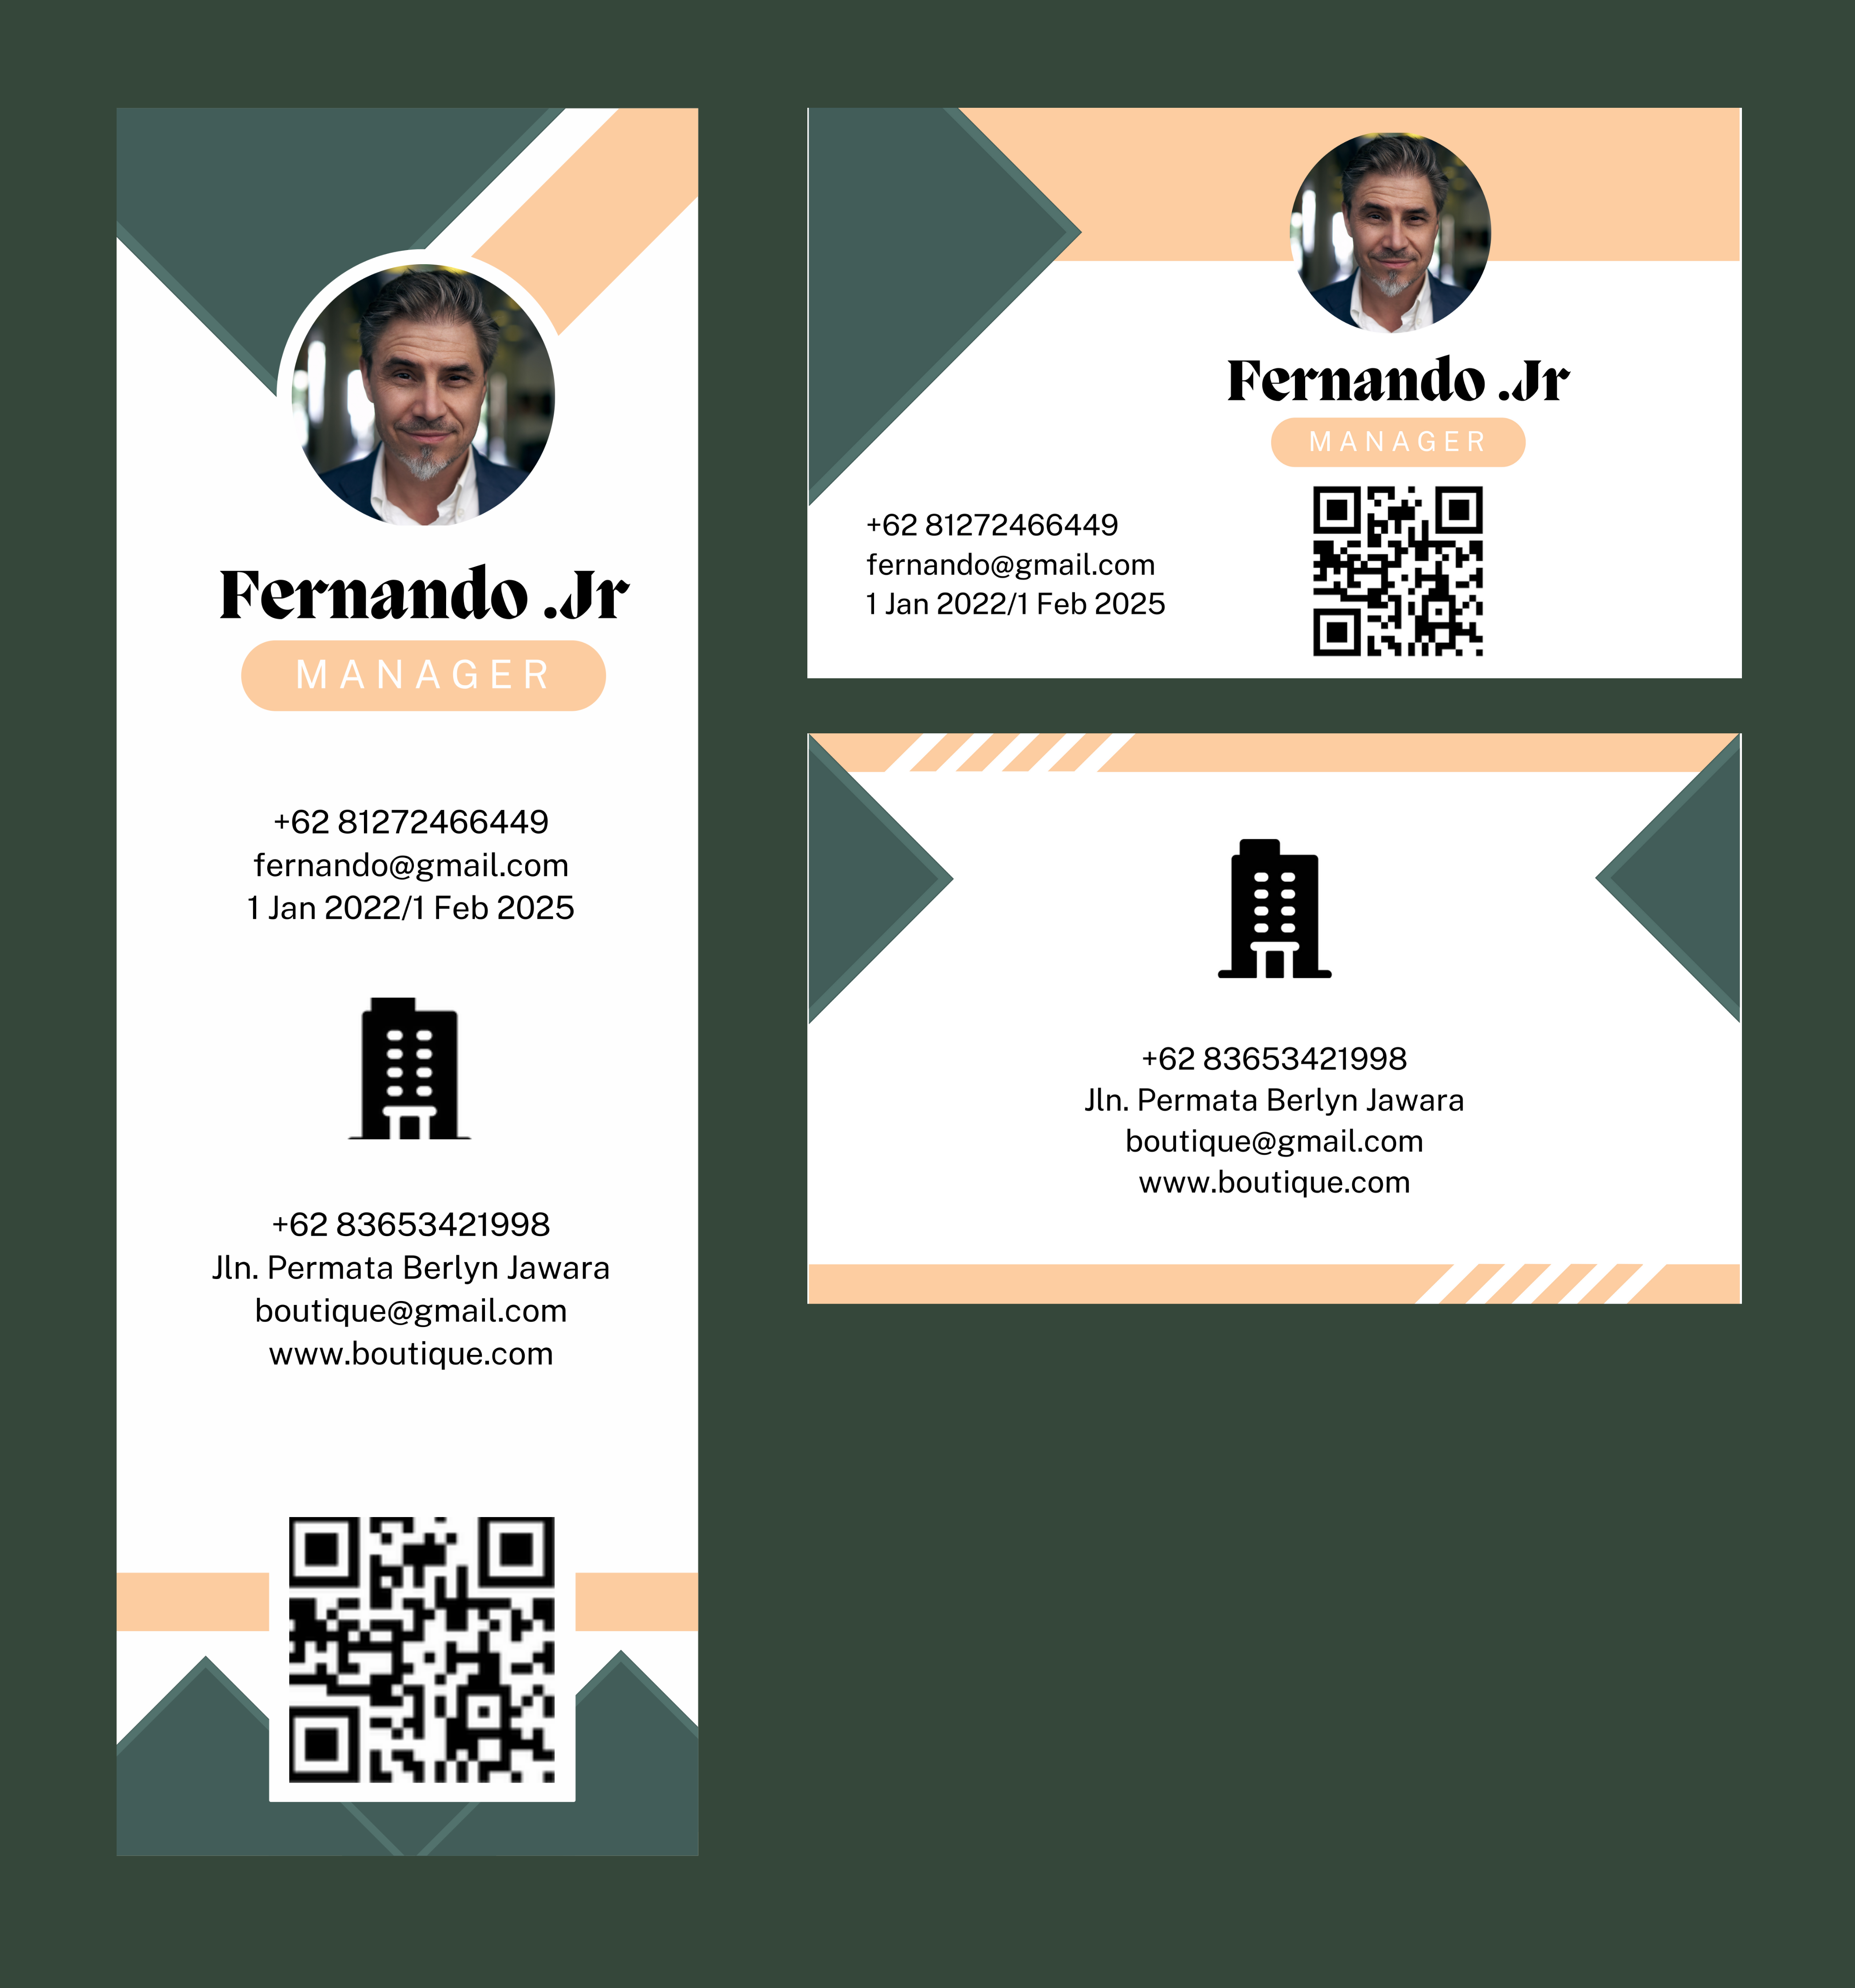 Fernando .Jr
MANAGER
+62 81272466449
fernando@gmail.com
1 Jan 2022/1 Feb 2025
+62 83653421998
Jln. Permata Berlyn Jawara
boutique@gmail.com
www.boutique.com
Fernando .Jr
MANAGER
+62 81272466449
fernando@gmail.com
1 Jan 2022/1 Feb 2025
+62 83653421998
Jln. Permata Berlyn Jawara
boutique@gmail.com
www.boutique.com